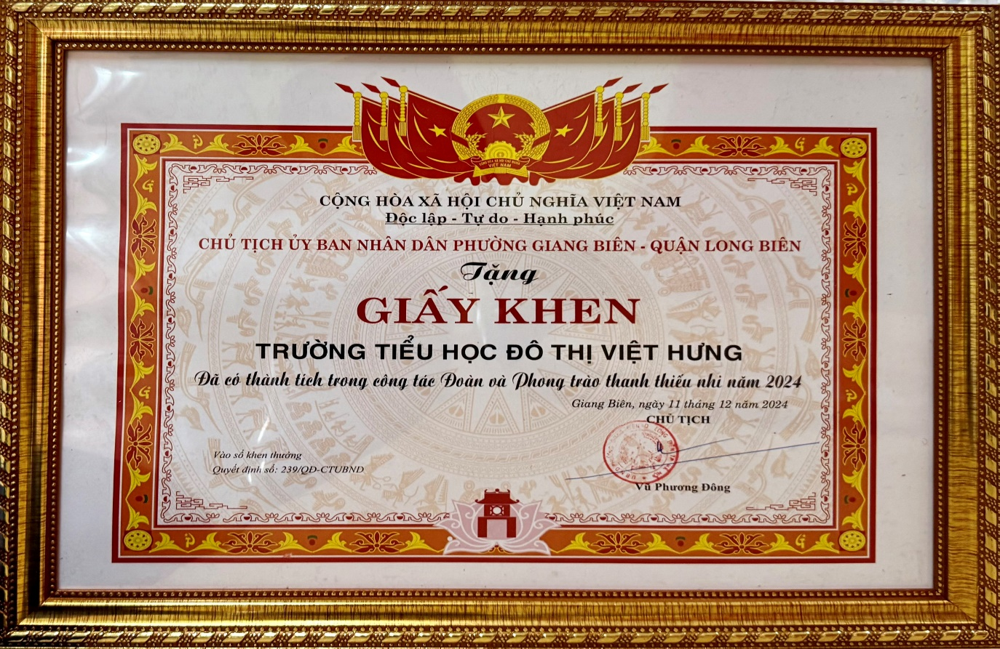 CỘNG HÒA XÃ HỘI CHỦ NGHĨA VIỆT NAM
Độc lập - Tự do - Hạnh phúc
CHỦ TỊCH ỦY BAN NHÂN DÂN PHƯỜNG GIANG BIÊN - QUẬN LONG BIÊN
Tặng
GIẤY KHEN
TRƯỜNG TIỂU HỌC ĐÔ THỊ VIỆT HƯNG
Đã có thành tích trong công tác Đoàn và Phong trào thanh thiếu nhi năm 2024
Giang Biên, ngày 11 tháng 12 năm 2024
CHỦ TỊCH
Vào sổ khen thưởng
Quyết định số: 239/QĐ-CTUBND
Vũ Phương Đông